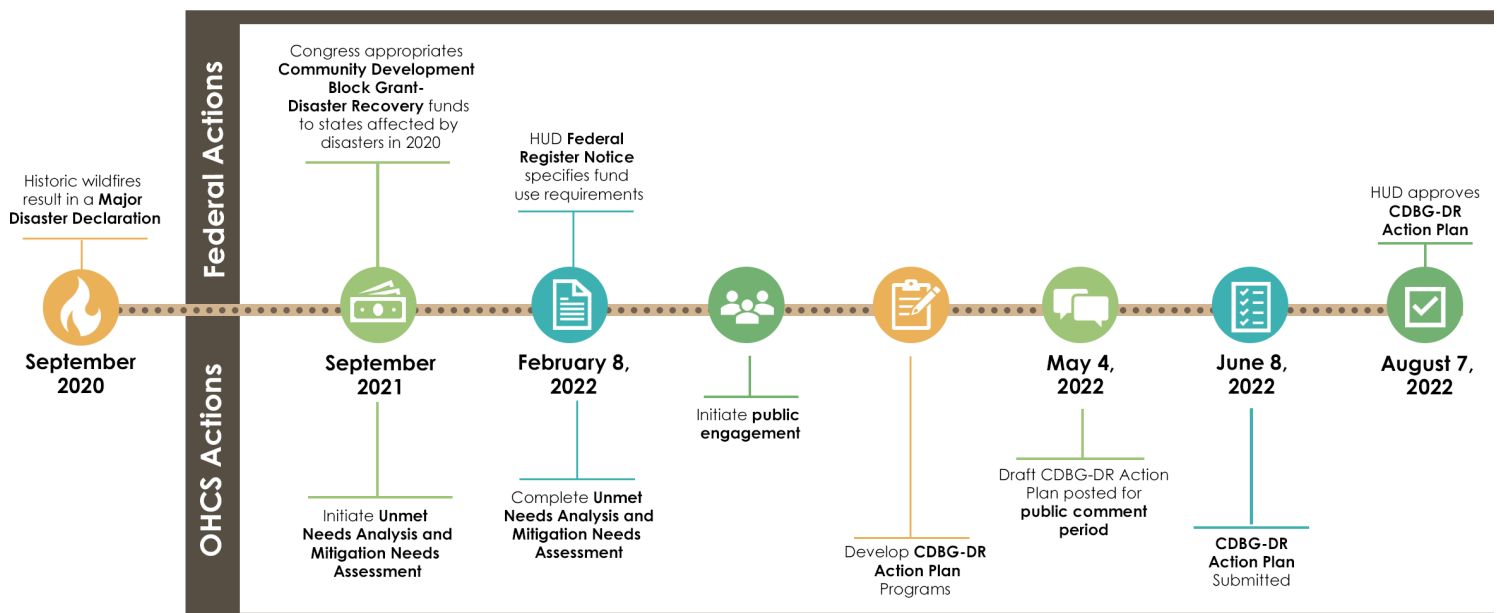 Federal Actions
OHCS Actions
Historic wildfires
result in a Major
Disaster Declaration
September
2020
Congress appropriates
Community Development
Block Grant-
Disaster Recovery funds
to states affected by
disasters in 2020
September
2021
Initiate Unmet
Needs Analysis and
Mitigation Needs
Assessment
HUD Federal
Register Notice
specifies fund
use requirements
February 8,
2022
Complete Unmet
Needs Analysis and
Mitigation Needs
Assessment
Initiate public
engagement
Develop CDBG-DR
Action Plan
Programs
May 4,
2022
Draft CDBG-DR Action
Plan posted for
public comment
period
June 8,
2022
CDBG-DR
Action Plan
Submitted
HUD approves
CDBG-DR
Action Plan
August 7,
2022